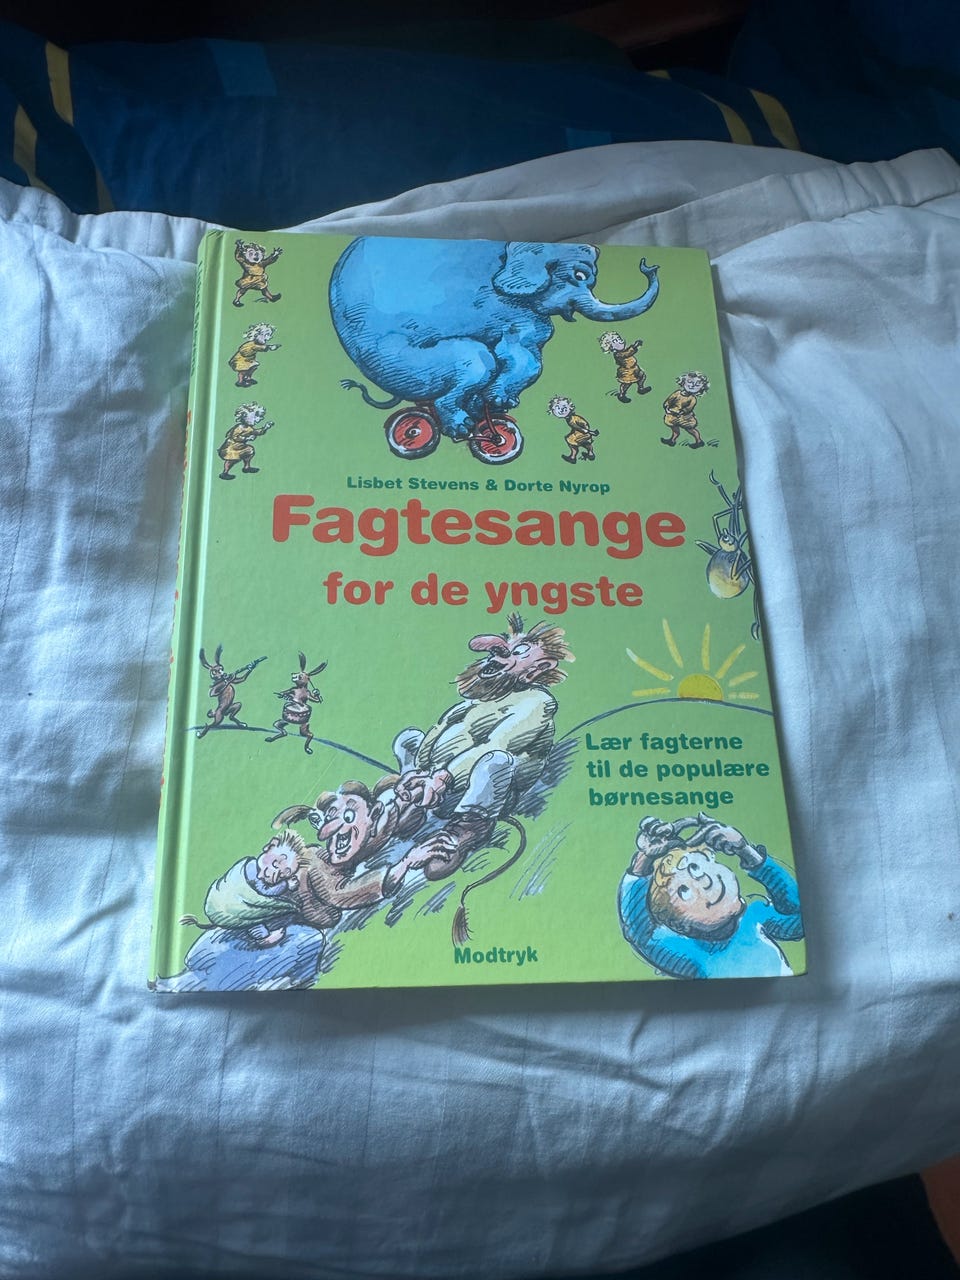 Lisbet Stevens & Dorte Nyrop
Fagtesange
for de yngste
Lær fagterne
til de populære
børnesange
Modtryk